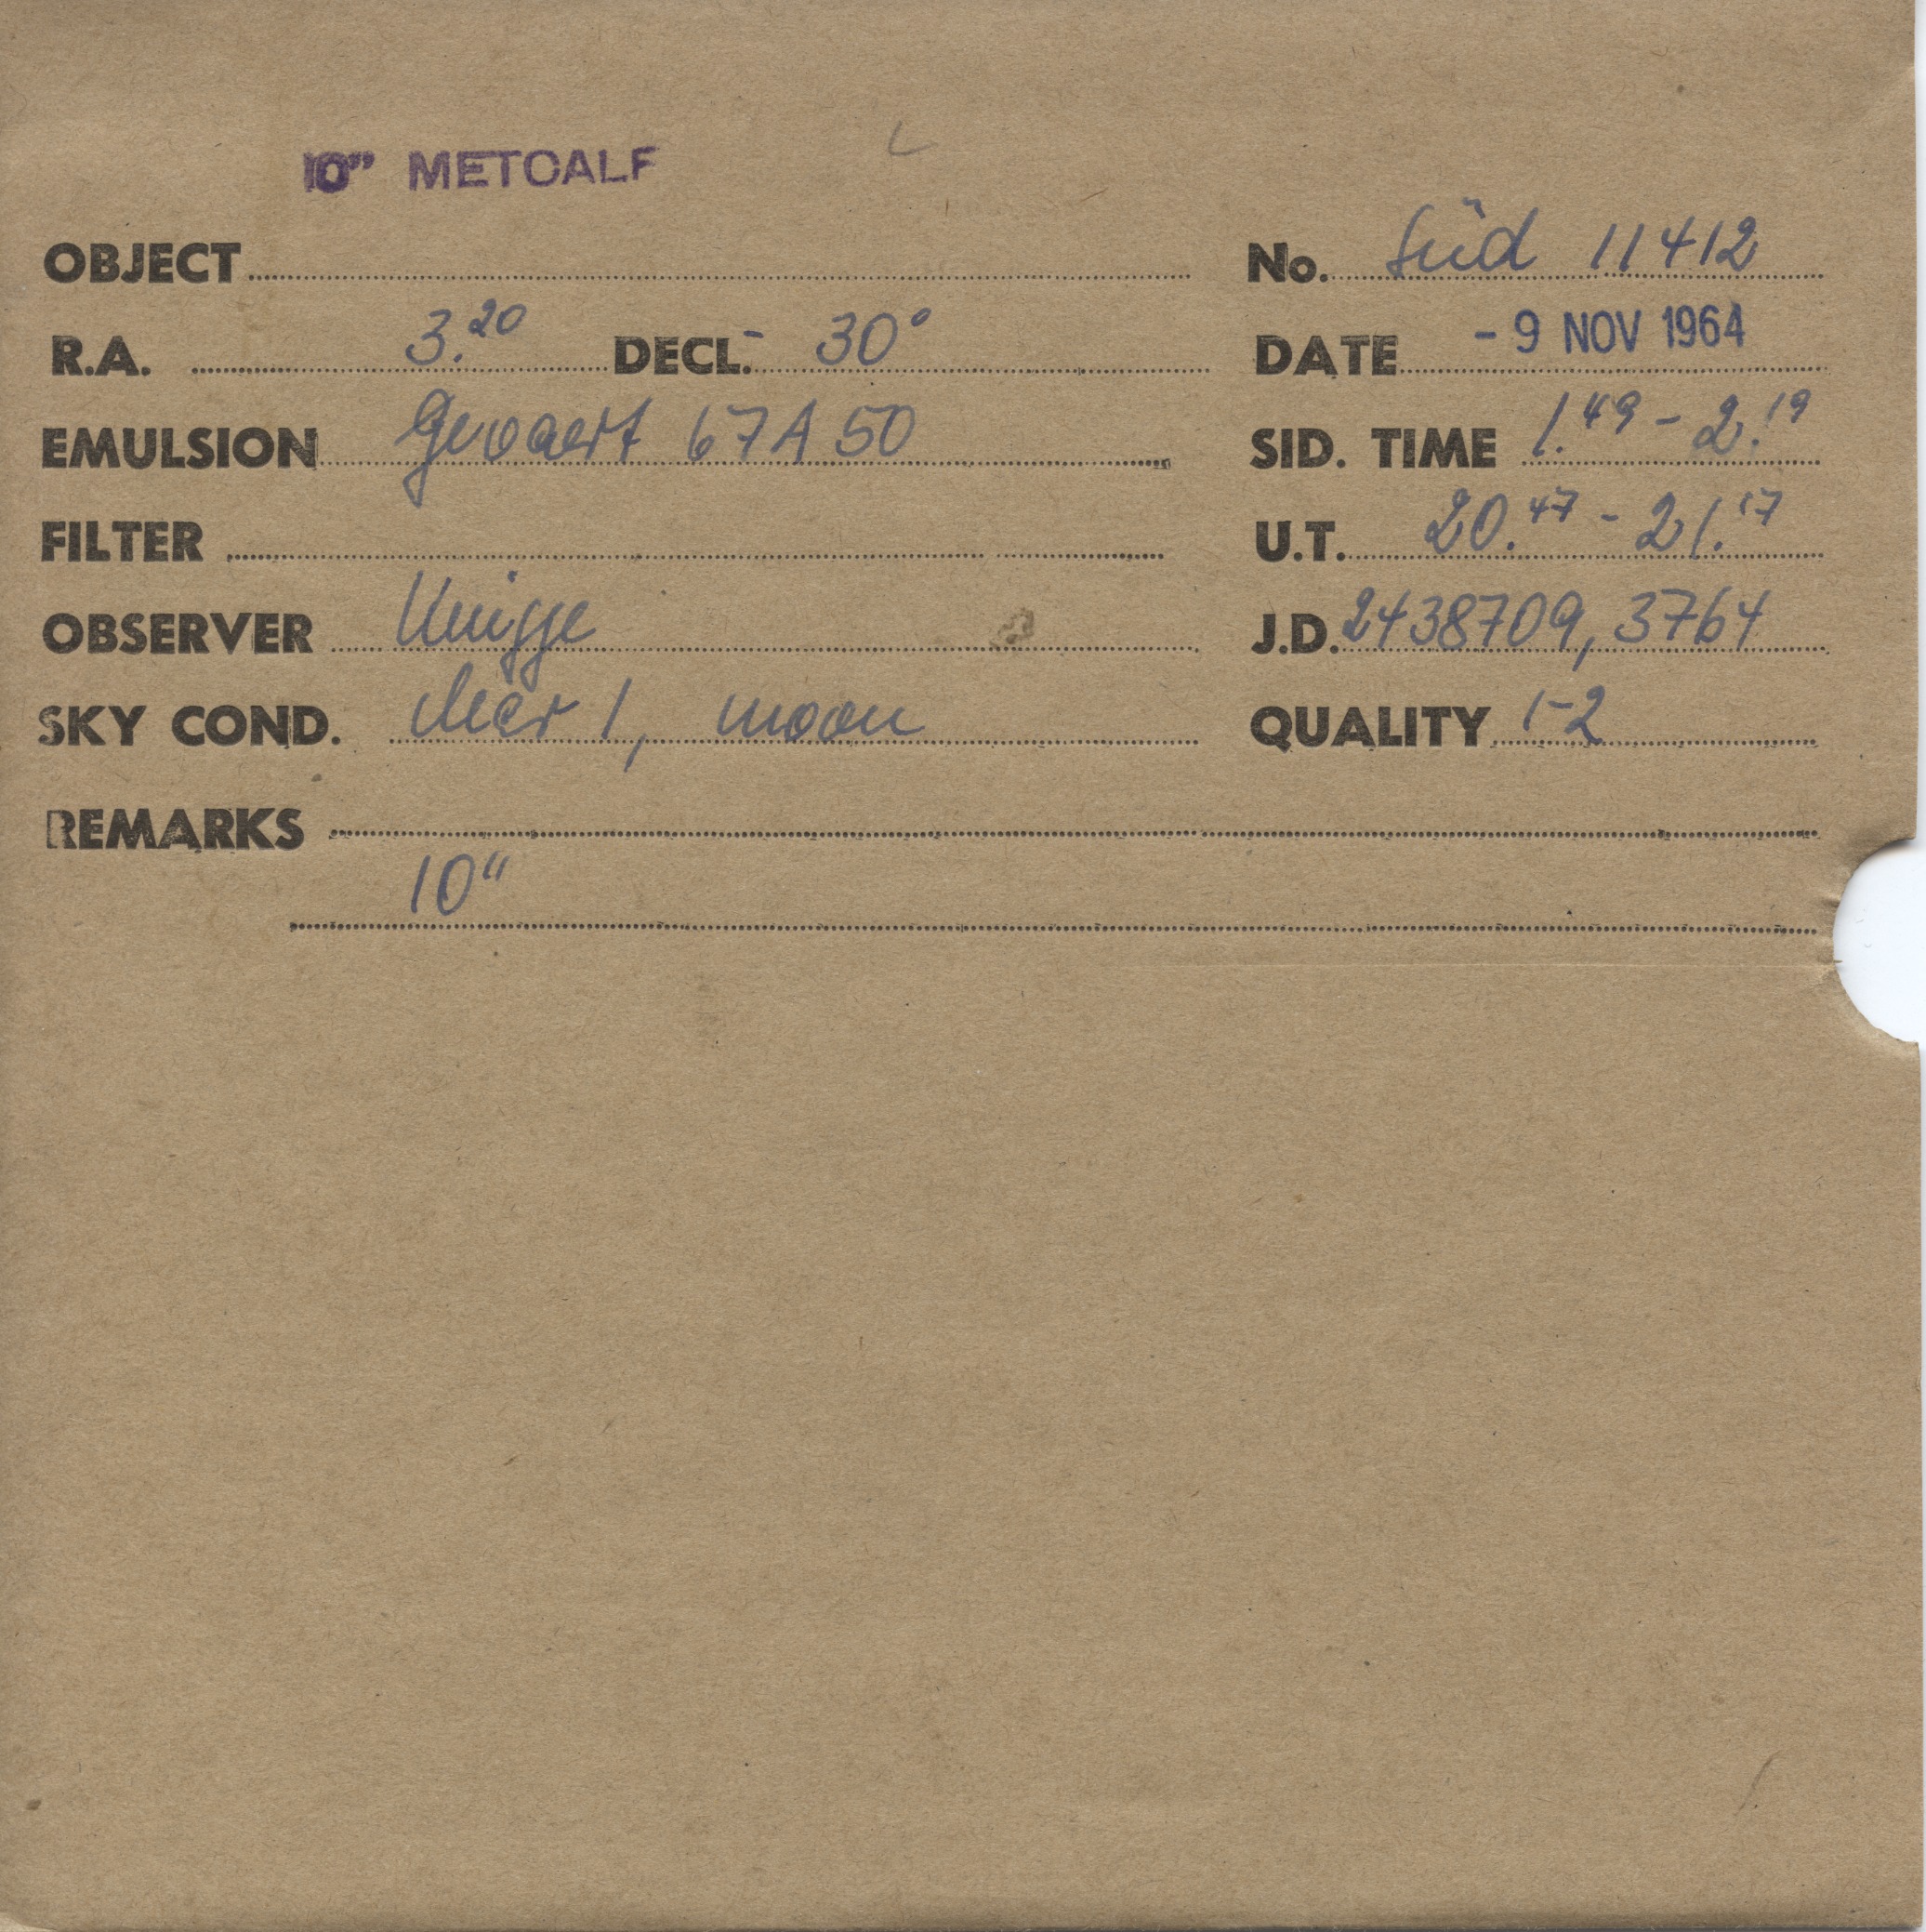 10" METCALF
OBJECT No. Süd 11412
R.A. 3.20 DECL. - 30° DATE - 9 NOV 1964
EMULSION Gevaert 67A50 SID. TIME 1.49 - 2.19
FILTER U.T. 20.47 - 21.17
OBSERVER Knigge J.D. 2438709,3764
SKY COND. clear 1, moon QUALITY 1-2
REMARKS
10"